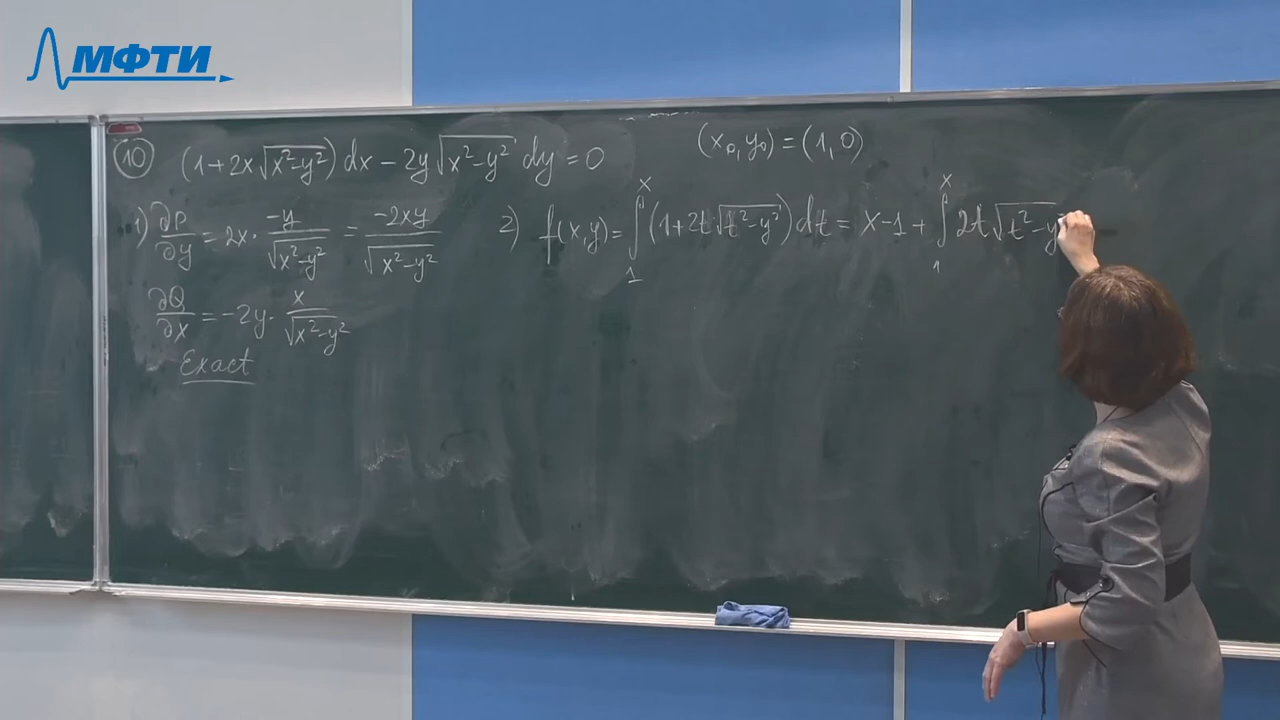 МФТИ
10 (1+2x√(x²-y²))dx - 2y√(x²-y²) dy = 0 (x₀,y₀) = (1,0)
1) ∂P/∂y = 2x · -y/√(x²-y²) = -2xy/√(x²-y²)
∂Q/∂x = -2y · x/√(x²-y²)
Exact
2) f(x,y) = ∫₁ˣ (1+2t√(t²-y²))dt = x-1 + ∫₁ˣ 2t√(t²-y